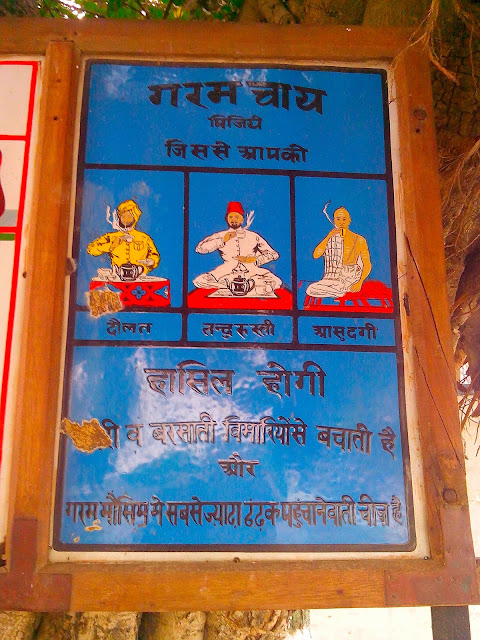 गरम चाय
पिजिये
जिससे आपकी
दौलत
तन्दुरुस्ती
आसुदगी
हासिल होगी
व बरसाती बिमारियोंसे बचाती है
और
गरम मौसिम मे सबसे ज्यादा ठंढक पहुंचानेवाली चीज है